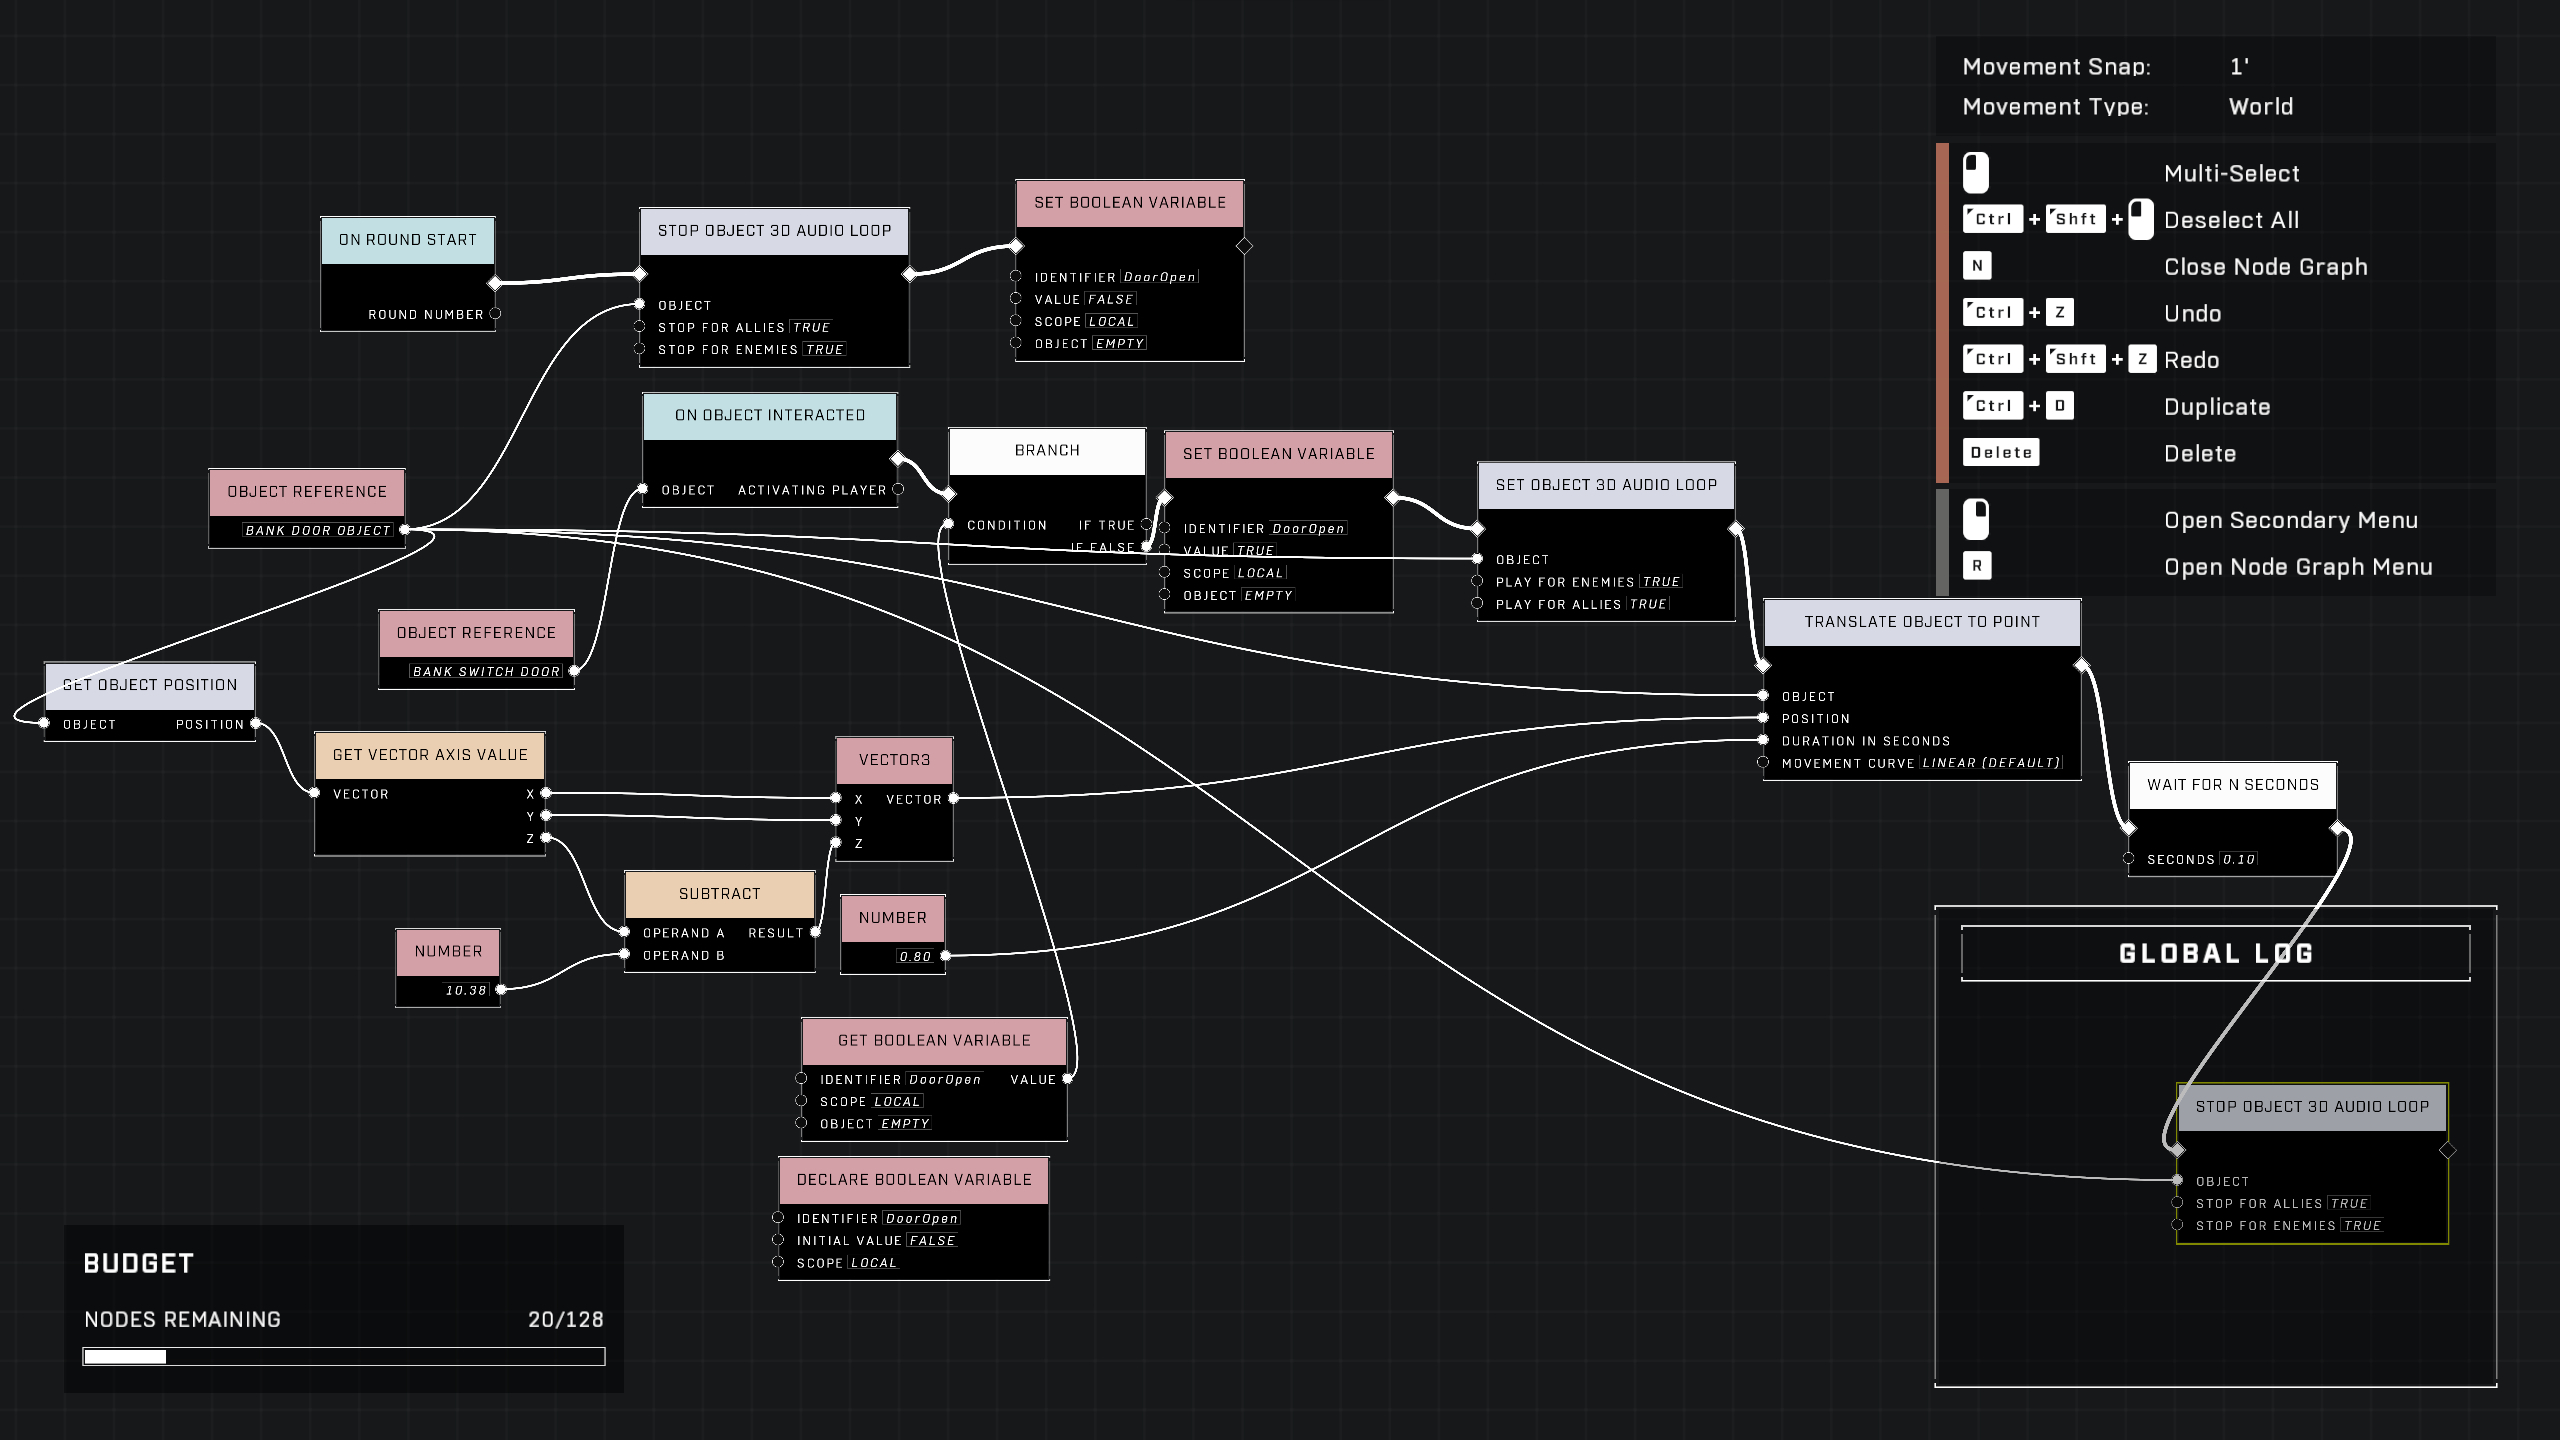 Movement Snap: 1'
Movement Type: World
Multi-Select
Ctrl + Shft + Deselect All
N Close Node Graph
Ctrl + Z Undo
Ctrl + Shft + Z Redo
Ctrl + D Duplicate
Delete Delete
Open Secondary Menu
R Open Node Graph Menu
ON ROUND START
ROUND NUMBER
STOP OBJECT 3D AUDIO LOOP
OBJECT
STOP FOR ALLIES TRUE
STOP FOR ENEMIES TRUE
SET BOOLEAN VARIABLE
IDENTIFIER DoorOpen
VALUE FALSE
SCOPE LOCAL
OBJECT EMPTY
ON OBJECT INTERACTED
OBJECT ACTIVATING PLAYER
BRANCH
CONDITION IF TRUE
IF FALSE
SET BOOLEAN VARIABLE
IDENTIFIER DoorOpen
VALUE TRUE
SCOPE LOCAL
OBJECT EMPTY
SET OBJECT 3D AUDIO LOOP
OBJECT
PLAY FOR ENEMIES TRUE
PLAY FOR ALLIES TRUE
OBJECT REFERENCE
BANK DOOR OBJECT
OBJECT REFERENCE
BANK SWITCH DOOR
TRANSLATE OBJECT TO POINT
OBJECT
POSITION
DURATION IN SECONDS
MOVEMENT CURVE LINEAR (DEFAULT)
GET OBJECT POSITION
OBJECT POSITION
GET VECTOR AXIS VALUE
VECTOR X
Y
Z
VECTOR3
X VECTOR
Y
Z
WAIT FOR N SECONDS
SECONDS 0.10
SUBTRACT
OPERAND A RESULT
OPERAND B
NUMBER
0.80
NUMBER
10.38
GLOBAL LOG
GET BOOLEAN VARIABLE
IDENTIFIER DoorOpen VALUE
SCOPE LOCAL
OBJECT EMPTY
STOP OBJECT 3D AUDIO LOOP
OBJECT
STOP FOR ALLIES TRUE
STOP FOR ENEMIES TRUE
DECLARE BOOLEAN VARIABLE
IDENTIFIER DoorOpen
INITIAL VALUE FALSE
SCOPE LOCAL
BUDGET
NODES REMAINING 20/128